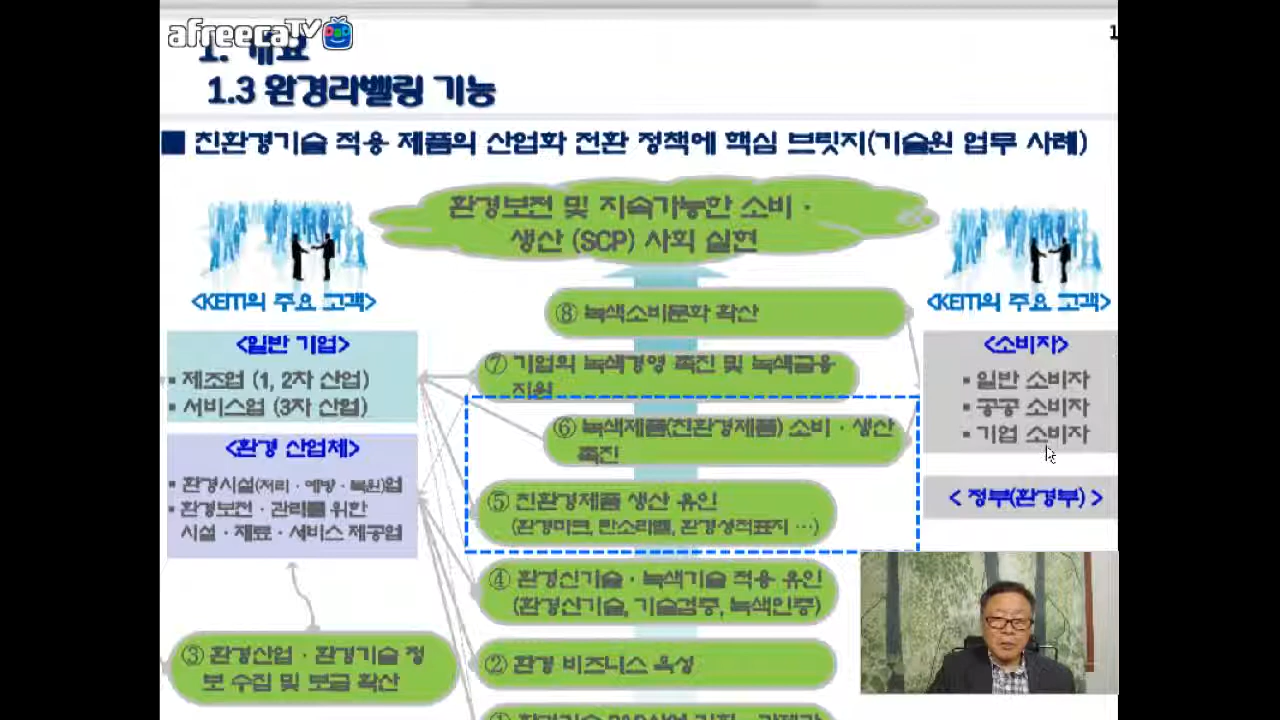 afreecaTV
1. 개요
1
1.3 환경라벨링 기능
■ 친환경기술 적용 제품의 산업화 전환 정책에 핵심 브릿지(기술원 업무 사례)
환경보전 및 지속가능한 소비 ·
생산 (SCP) 사회 실현
<KEITI의 주요 고객>
<KEITI의 주요 고객>
⑧ 녹색소비문화 확산
<일반 기업>
▪ 제조업 (1, 2차 산업)
▪ 서비스업 (3차 산업)
⑦ 기업의 녹색경영 촉진 및 녹색금융
지원
<소비자>
▪ 일반 소비자
▪ 공공 소비자
▪ 기업 소비자
⑥ 녹색제품(친환경제품) 소비 · 생산
촉진
<환경 산업체>
▪ 환경시설(처리 · 예방 · 복원)업
▪ 환경보전 · 관리를 위한
시설 · 재료 · 서비스 제공업
⑤ 친환경제품 생산 유인
(환경마크, 탄소라벨, 환경성적표지 …)
< 정부(환경부) >
④ 환경신기술 · 녹색기술 적용 유인
(환경신기술, 기술검증, 녹색인증)
③ 환경산업 · 환경기술 정
보 수집 및 보급 확산
② 환경 비즈니스 육성